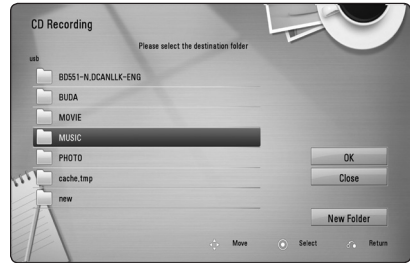 CD Recording
Please select the destination folder
usb
BD551-N,DCANLLK-ENG
BUDA
MOVIE
MUSIC
PHOTO
cache,tmp
new
OK
Close
New Folder
Move Select Return